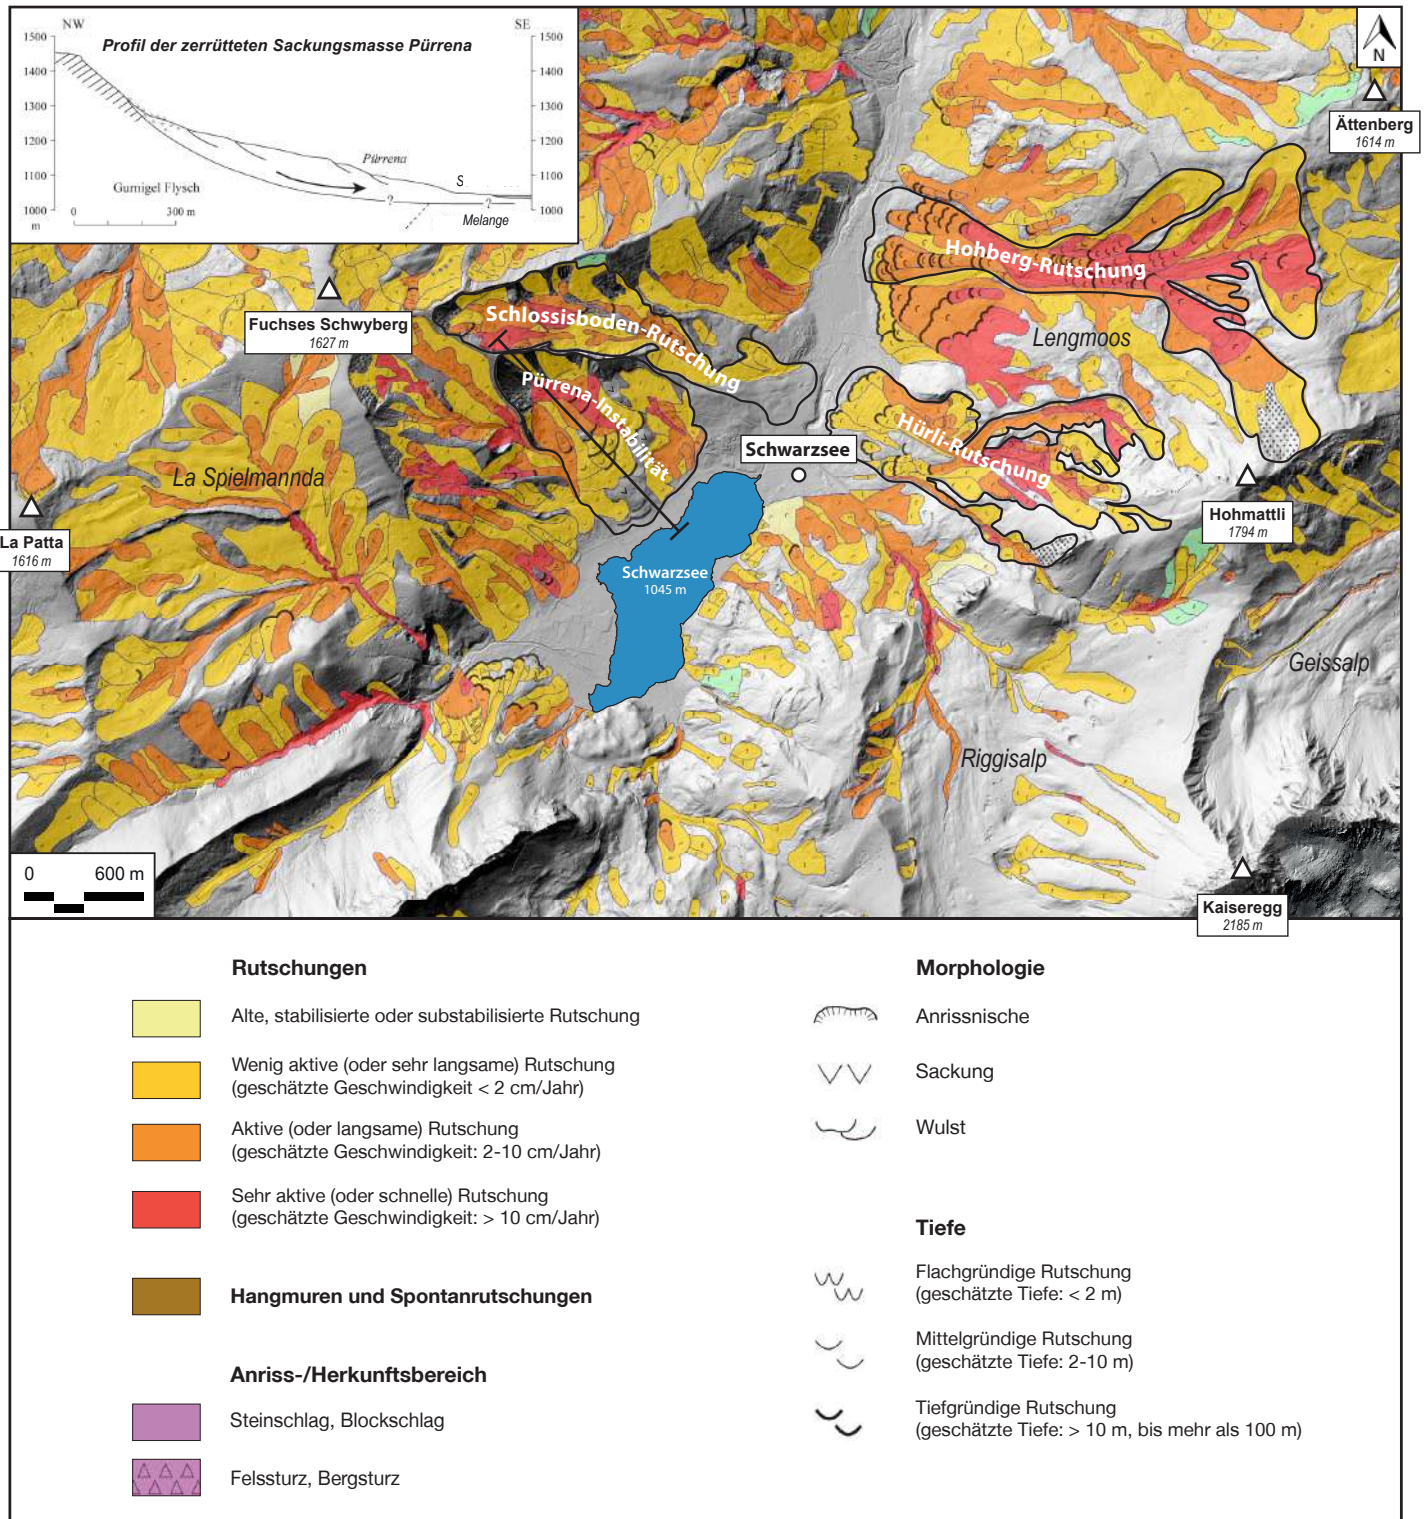 NW
SE
Profil der zerrütteten Sackungsmasse Pürrena
1500
1400
1300
1200
1100
1000
m
1500
1400
1300
1200
1100
1000
Pürrena
S
Gurnigel Flysch
?
?
Melange
0
300 m
N
Ättenberg
1614 m
Hohberg-Rutschung
Fuchses Schwyberg
1627 m
Schlossisboden-Rutschung
Lengmoos
Pürrena-Instabilität
Hürli-Rutschung
Schwarzsee
La Spielmannda
Hohmattli
1794 m
La Patta
1616 m
Schwarzsee
1045 m
Geissalp
Riggisalp
0
600 m
Kaiseregg
2185 m
Rutschungen
Alte, stabilisierte oder substabilisierte Rutschung
Wenig aktive (oder sehr langsame) Rutschung
(geschätzte Geschwindigkeit < 2 cm/Jahr)
Aktive (oder langsame) Rutschung
(geschätzte Geschwindigkeit: 2-10 cm/Jahr)
Sehr aktive (oder schnelle) Rutschung
(geschätzte Geschwindigkeit: > 10 cm/Jahr)
Hangmuren und Spontanrutschungen
Anriss-/Herkunftsbereich
Steinschlag, Blockschlag
Felssturz, Bergsturz
Morphologie
Anrissnische
Sackung
Wulst
Tiefe
Flachgründige Rutschung
(geschätzte Tiefe: < 2 m)
Mittelgründige Rutschung
(geschätzte Tiefe: 2-10 m)
Tiefgründige Rutschung
(geschätzte Tiefe: > 10 m, bis mehr als 100 m)